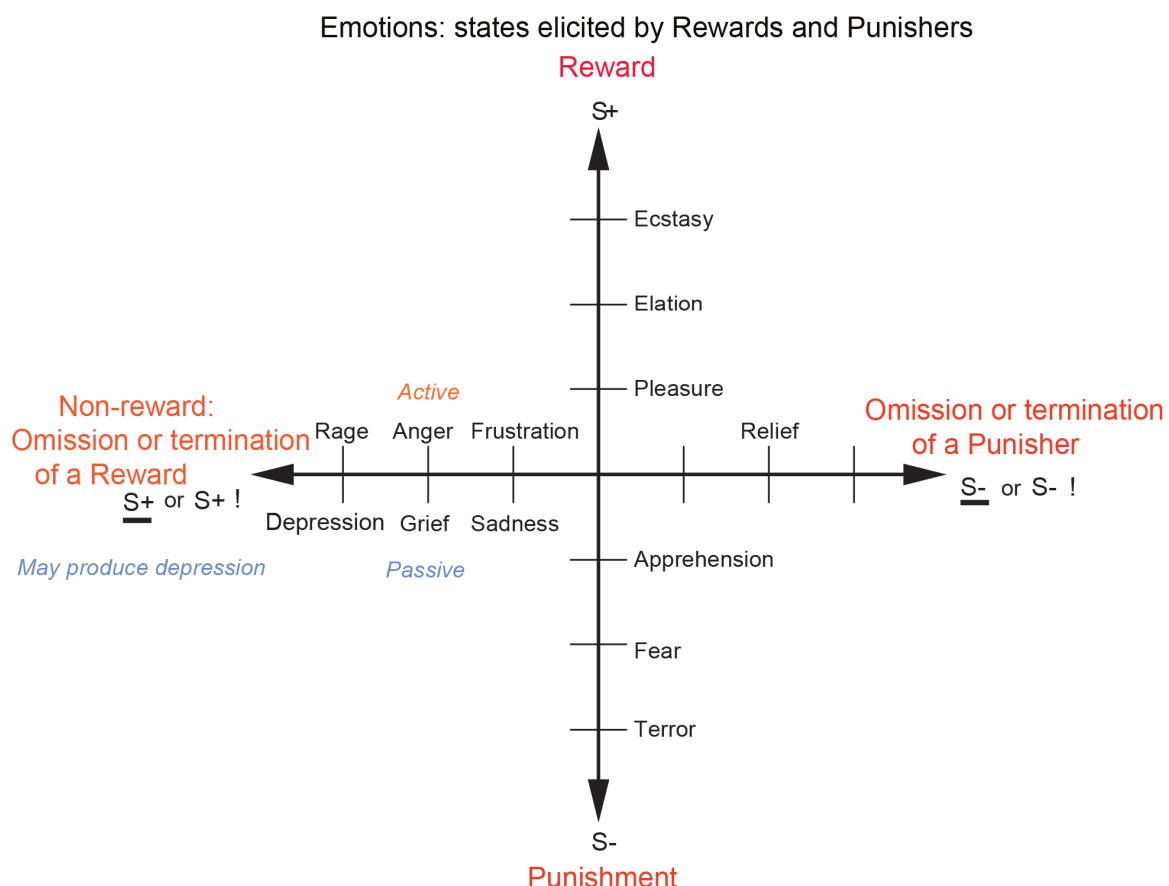 Emotions: states elicited by Rewards and Punishers
Reward
S+
Ecstasy
Elation
Pleasure
Active
Non-reward:
Omission or termination
of a Reward
S+ or S+ !
May produce depression
Rage Anger Frustration
Depression Grief Sadness
Passive
Relief
Omission or termination
of a Punisher
S- or S- !
Apprehension
Fear
Terror
S-
Punishment